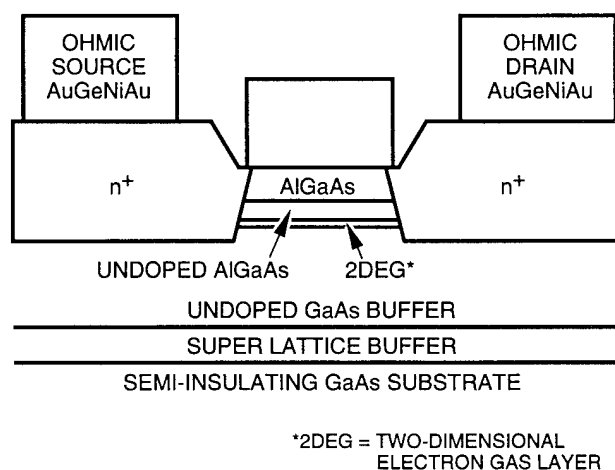 OHMIC
SOURCE
AuGeNiAu
OHMIC
DRAIN
AuGeNiAu
n+
AlGaAs
n+
UNDOPED AlGaAs
2DEG*
UNDOPED GaAs BUFFER
SUPER LATTICE BUFFER
SEMI-INSULATING GaAs SUBSTRATE
*2DEG = TWO-DIMENSIONAL
ELECTRON GAS LAYER